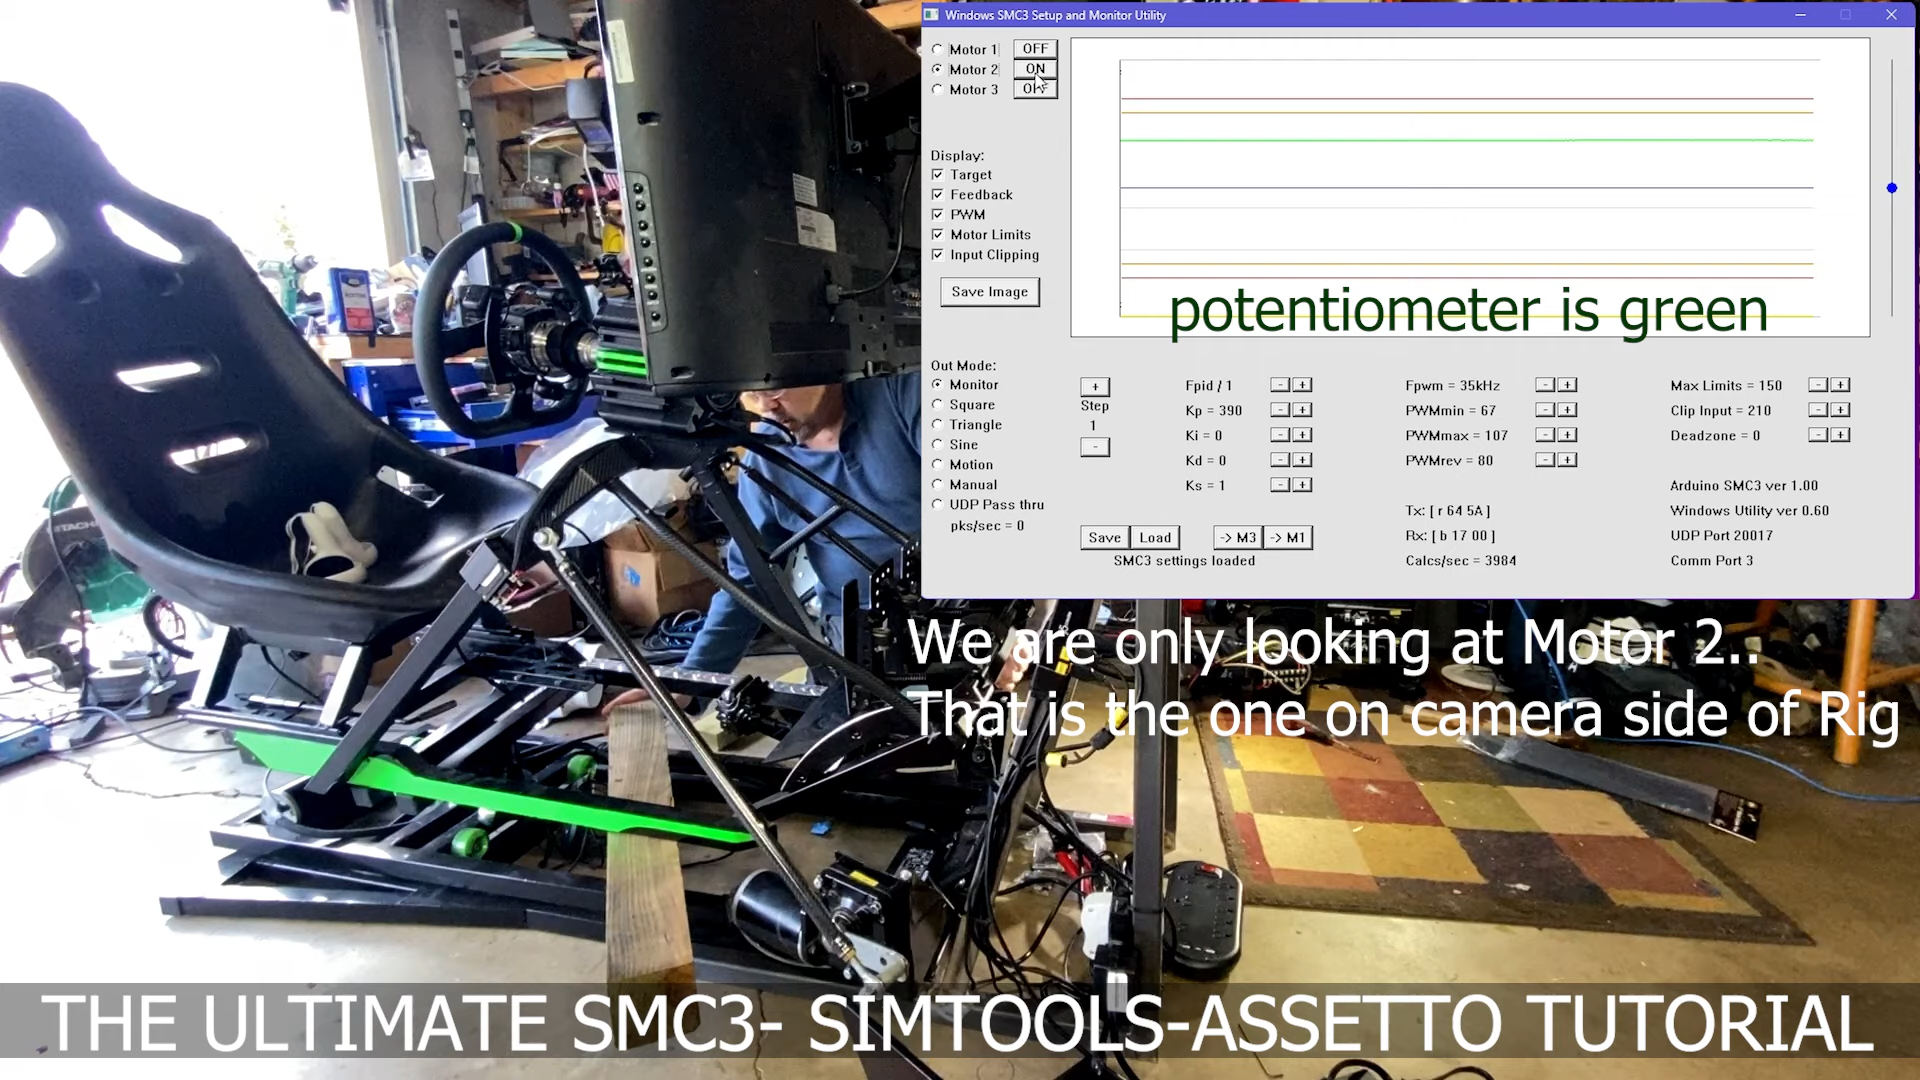 Windows SMC3 Setup and Monitor Utility
Motor 1 OFF
Motor 2 ON
Motor 3 OFF
Display:
Target
Feedback
PWM
Motor Limits
Input Clipping
Save Image
potentiometer is green
Out Mode:
Monitor
Square
Triangle
Sine
Motion
Manual
UDP Pass thru
pks/sec = 0
+
Step
1
-
Fpid / 1 - +
Kp = 390 - +
Ki = 0 - +
Kd = 0 - +
Ks = 1 - +
Save Load -> M3 -> M1
SMC3 settings loaded
Fpwm = 35kHz - +
PWMmin = 67 - +
PWMmax = 107 - +
PWMrev = 80 - +
Tx: [ r 64 5A ]
Rx: [ b 17 00 ]
Calcs/sec = 3984
Max Limits = 150 - +
Clip Input = 210 - +
Deadzone = 0 - +
Arduino SMC3 ver 1.00
Windows Utility ver 0.60
UDP Port 20017
Comm Port 3
We are only looking at Motor 2..
That is the one on camera side of Rig
THE ULTIMATE SMC3- SIMTOOLS-ASSETTO TUTORIAL